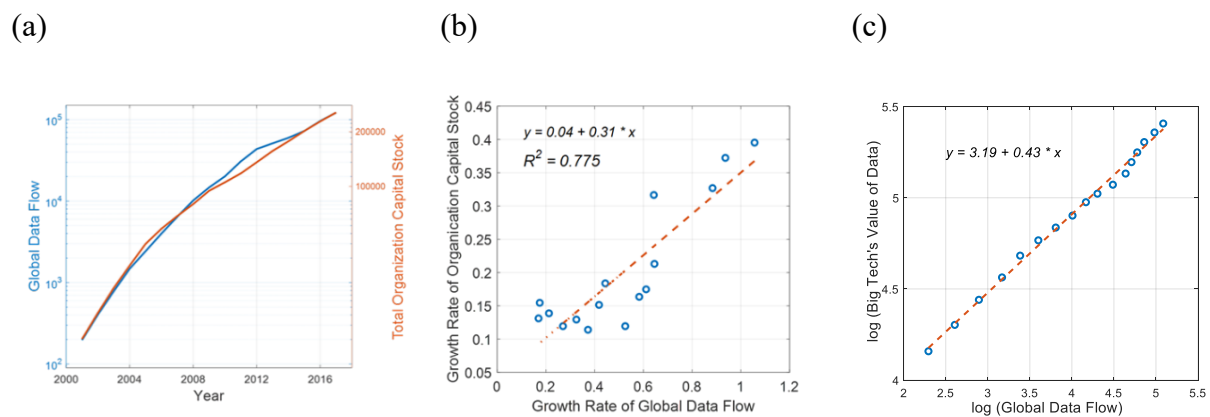 (a)
(b)
(c)
Global Data Flow
10^5
10^4
10^3
10^2
200000
100000
Total Organization Capital Stock
2000 2004 2008 2012 2016
Year
Growth Rate of Organication Capital Stock
0.45
0.4
0.35
0.3
0.25
0.2
0.15
0.1
0.05
y = 0.04 + 0.31 * x
R^2 = 0.775
0 0.2 0.4 0.6 0.8 1 1.2
Growth Rate of Global Data Flow
log (Big Tech's Value of Data)
5.5
5
4.5
4
y = 3.19 + 0.43 * x
2 2.5 3 3.5 4 4.5 5 5.5
log (Global Data Flow)